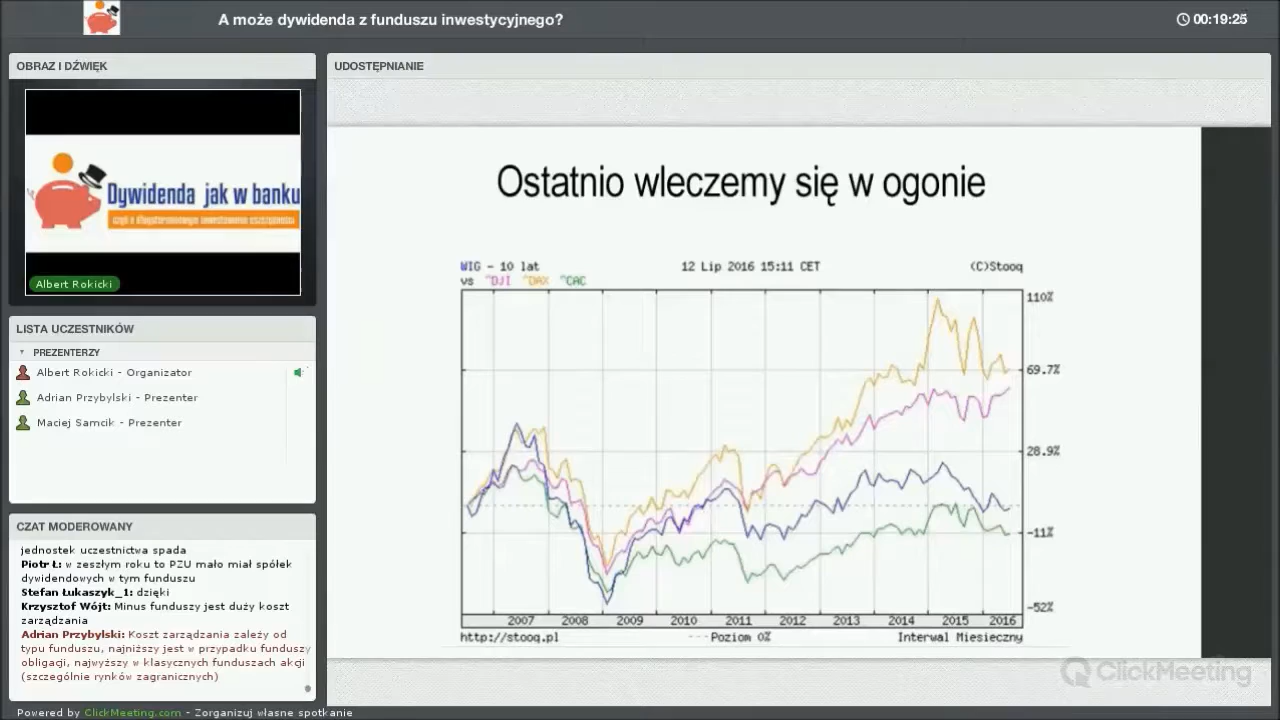 A może dywidenda z funduszu inwestycyjnego?
00:19:25
OBRAZ I DŹWIĘK
Dywidenda jak w banku
czyli o długoterminowym inwestowaniu oszczędności
Albert Rokicki
LISTA UCZESTNIKÓW
PREZENTERZY
Albert Rokicki - Organizator
Adrian Przybylski - Prezenter
Maciej Samcik - Prezenter
CZAT MODEROWANY
jednostek uczestnictwa spada
Piotr Ł: w zeszłym roku to PZU mało miał spółek
dywidendowych w tym funduszu
Stefan Łukaszyk_1: dzięki
Krzysztof Wójt: Minus funduszy jest duży koszt
zarządzania
Adrian Przybylski: Koszt zarządzania zależy od
typu funduszu, najniższy jest w przypadku funduszy
obligacji, najwyższy w klasycznych funduszach akcji
(szczególnie rynków zagranicznych)
UDOSTĘPNIANIE
Ostatnio wleczemy się w ogonie
WIG - 10 lat 12 Lip 2016 15:11 CET (C)Stooq
vs ^DJI ^DAX ^CAC
110%
69.7%
28.9%
-11%
-52%
2007 2008 2009 2010 2011 2012 2013 2014 2015 2016
http://stooq.pl ---Poziom 0% Interwal Miesieczny
ClickMeeting
Powered by ClickMeeting.com - Zorganizuj własne spotkanie